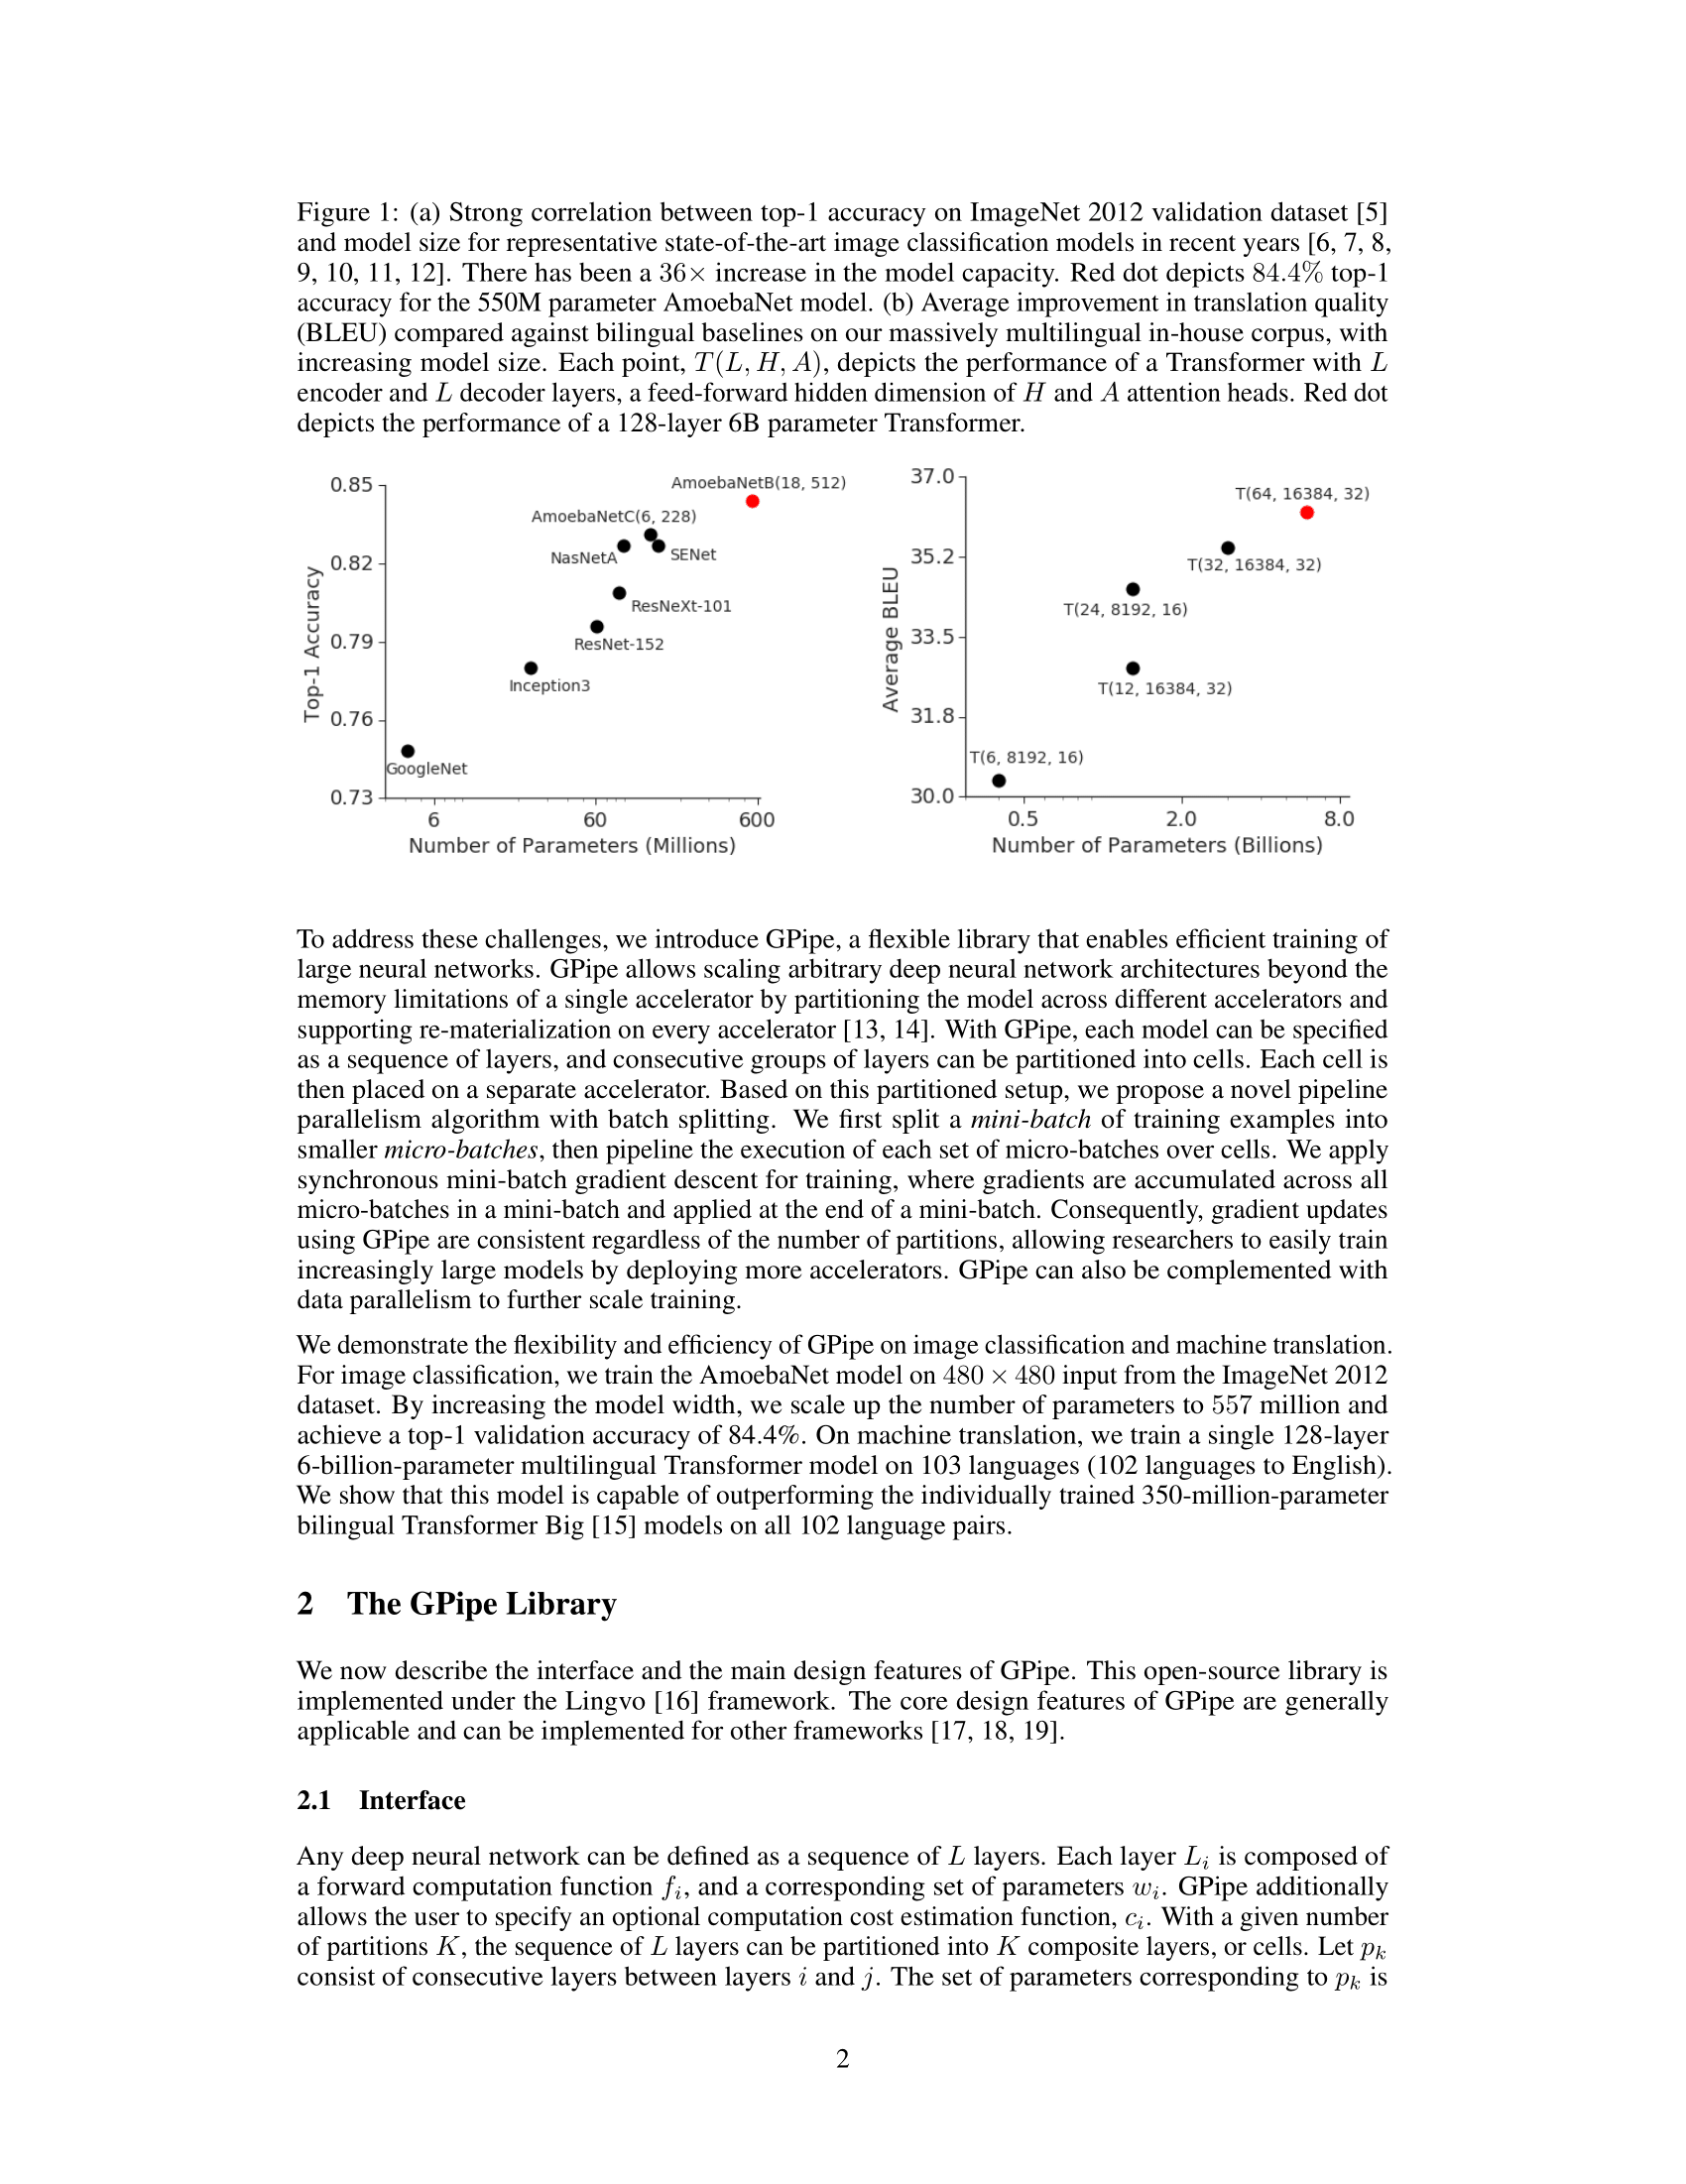 Figure 1: (a) Strong correlation between top-1 accuracy on ImageNet 2012 validation dataset [5]
and model size for representative state-of-the-art image classification models in recent years [6, 7, 8,
9, 10, 11, 12]. There has been a 36× increase in the model capacity. Red dot depicts 84.4% top-1
accuracy for the 550M parameter AmoebaNet model. (b) Average improvement in translation quality
(BLEU) compared against bilingual baselines on our massively multilingual in-house corpus, with
increasing model size. Each point, T(L, H, A), depicts the performance of a Transformer with L
encoder and L decoder layers, a feed-forward hidden dimension of H and A attention heads. Red dot
depicts the performance of a 128-layer 6B parameter Transformer.
Top-1 Accuracy
0.85
0.82
0.79
0.76
0.73
AmoebaNetB(18, 512)
AmoebaNetC(6, 228)
NasNetA
SENet
ResNeXt-101
ResNet-152
Inception3
GoogleNet
6 60 600
Number of Parameters (Millions)
Average BLEU
37.0
35.2
33.5
31.8
30.0
T(64, 16384, 32)
T(32, 16384, 32)
T(24, 8192, 16)
T(12, 16384, 32)
T(6, 8192, 16)
0.5 2.0 8.0
Number of Parameters (Billions)
To address these challenges, we introduce GPipe, a flexible library that enables efficient training of
large neural networks. GPipe allows scaling arbitrary deep neural network architectures beyond the
memory limitations of a single accelerator by partitioning the model across different accelerators and
supporting re-materialization on every accelerator [13, 14]. With GPipe, each model can be specified
as a sequence of layers, and consecutive groups of layers can be partitioned into cells. Each cell is
then placed on a separate accelerator. Based on this partitioned setup, we propose a novel pipeline
parallelism algorithm with batch splitting. We first split a mini-batch of training examples into
smaller micro-batches, then pipeline the execution of each set of micro-batches over cells. We apply
synchronous mini-batch gradient descent for training, where gradients are accumulated across all
micro-batches in a mini-batch and applied at the end of a mini-batch. Consequently, gradient updates
using GPipe are consistent regardless of the number of partitions, allowing researchers to easily train
increasingly large models by deploying more accelerators. GPipe can also be complemented with
data parallelism to further scale training.
We demonstrate the flexibility and efficiency of GPipe on image classification and machine translation.
For image classification, we train the AmoebaNet model on 480 × 480 input from the ImageNet 2012
dataset. By increasing the model width, we scale up the number of parameters to 557 million and
achieve a top-1 validation accuracy of 84.4%. On machine translation, we train a single 128-layer
6-billion-parameter multilingual Transformer model on 103 languages (102 languages to English).
We show that this model is capable of outperforming the individually trained 350-million-parameter
bilingual Transformer Big [15] models on all 102 language pairs.
2 The GPipe Library
We now describe the interface and the main design features of GPipe. This open-source library is
implemented under the Lingvo [16] framework. The core design features of GPipe are generally
applicable and can be implemented for other frameworks [17, 18, 19].
2.1 Interface
Any deep neural network can be defined as a sequence of L layers. Each layer Lᵢ is composed of
a forward computation function fᵢ, and a corresponding set of parameters wᵢ. GPipe additionally
allows the user to specify an optional computation cost estimation function, cᵢ. With a given number
of partitions K, the sequence of L layers can be partitioned into K composite layers, or cells. Let pₖ
consist of consecutive layers between layers i and j. The set of parameters corresponding to pₖ is
2